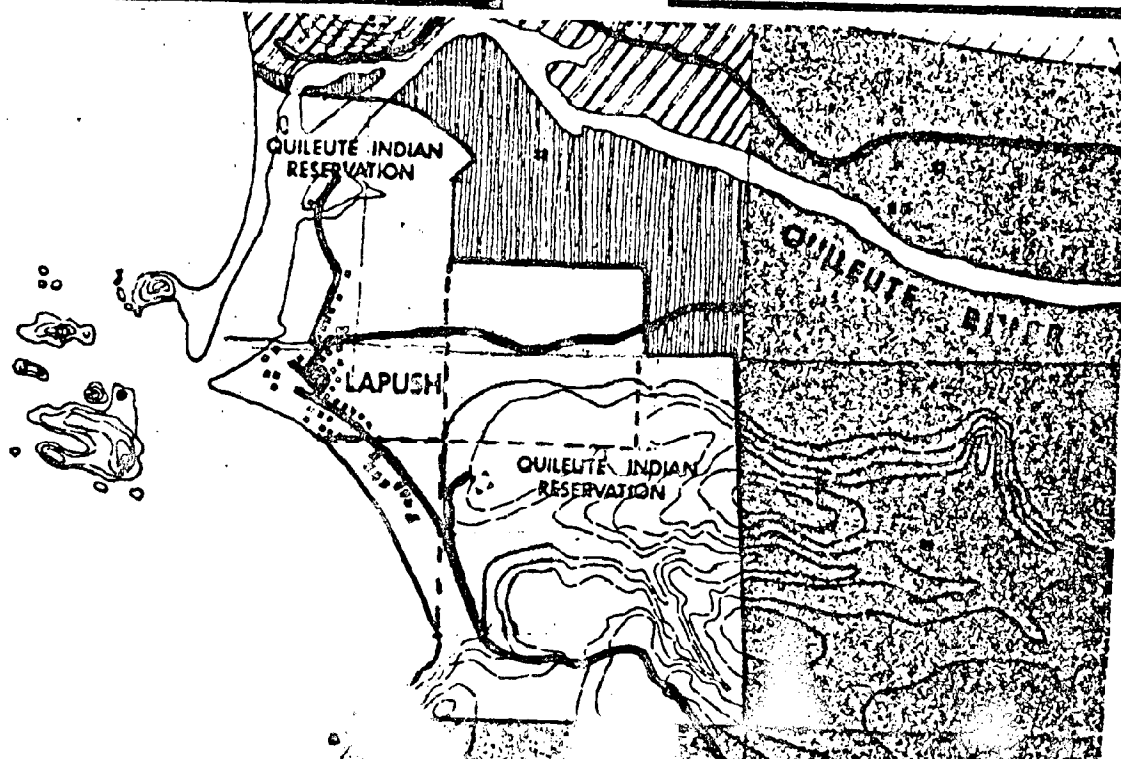 QUILEUTE INDIAN
RESERVATION
QUILEUTE
RIVER
LAPUSH
QUILEUTE INDIAN
RESERVATION